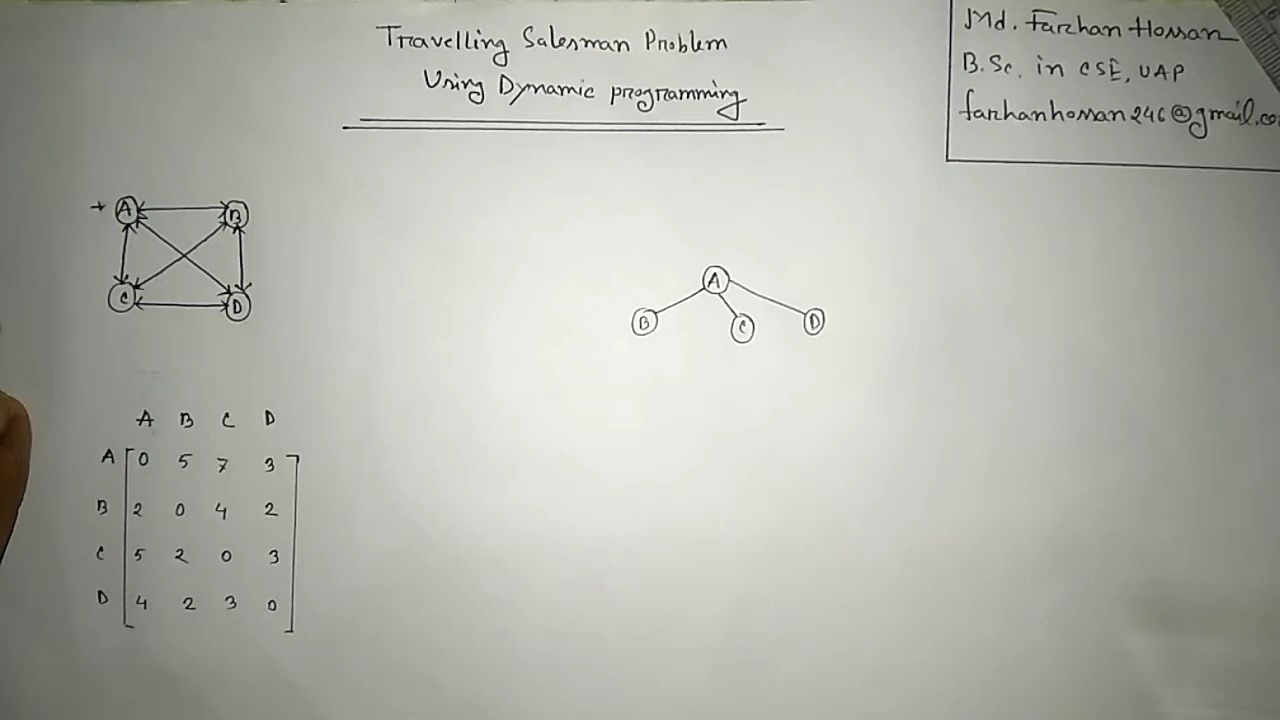 Travelling Salesman Problem
Using Dynamic programming
Md. Farhan Hossan
B.Sc. in CSE, UAP
farhanhossan246@gmail.co
A B
C D
A
B C D
A B C D
A 0 5 7 3
B 2 0 4 2
C 5 2 0 3
D 4 2 3 0